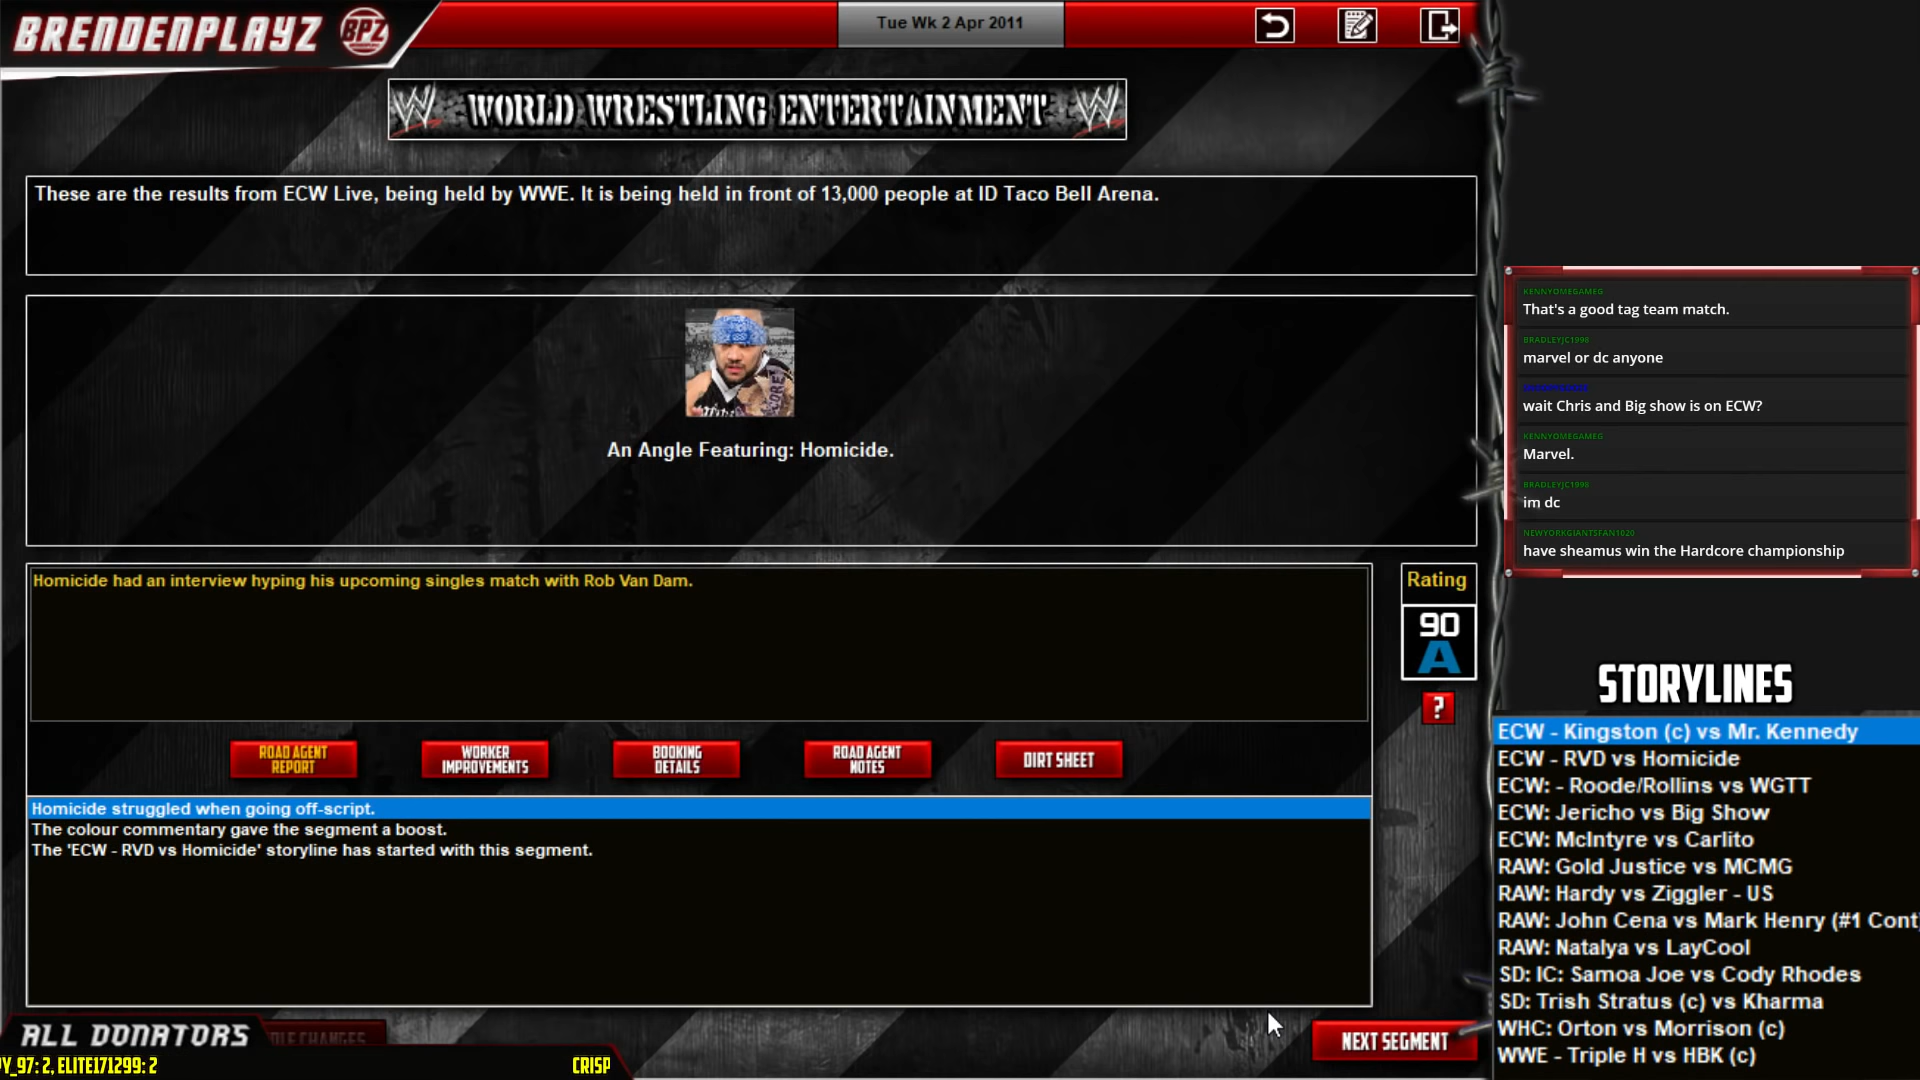 BRENDENPLAYZ BPZ
Tue Wk 2 Apr 2011
W WORLD WRESTLING ENTERTAINMENT W
These are the results from ECW Live, being held by WWE. It is being held in front of 13,000 people at ID Taco Bell Arena.
An Angle Featuring: Homicide.
Homicide had an interview hyping his upcoming singles match with Rob Van Dam.
Rating
90
A
?
ROAD AGENT
REPORT
WORKER
IMPROVEMENTS
BOOKING
DETAILS
ROAD AGENT
NOTES
DIRT SHEET
Homicide struggled when going off-script.
The colour commentary gave the segment a boost.
The 'ECW - RVD vs Homicide' storyline has started with this segment.
NEXT SEGMENT
ALL DONATORS
Y_97: 2, ELITE171299: 2
CRISP
KENNYOMEGAMEG
That's a good tag team match.
BRADLEYJC1998
marvel or dc anyone
wait Chris and Big show is on ECW?
KENNYOMEGAMEG
Marvel.
BRADLEYJC1998
im dc
NEWYORKGIANTSFAN1020
have sheamus win the Hardcore championship
STORYLINES
ECW - Kingston (c) vs Mr. Kennedy
ECW - RVD vs Homicide
ECW: - Roode/Rollins vs WGTT
ECW: Jericho vs Big Show
ECW: McIntyre vs Carlito
RAW: Gold Justice vs MCMG
RAW: Hardy vs Ziggler - US
RAW: John Cena vs Mark Henry (#1 Cont
RAW: Natalya vs LayCool
SD: IC: Samoa Joe vs Cody Rhodes
SD: Trish Stratus (c) vs Kharma
WHC: Orton vs Morrison (c)
WWE - Triple H vs HBK (c)